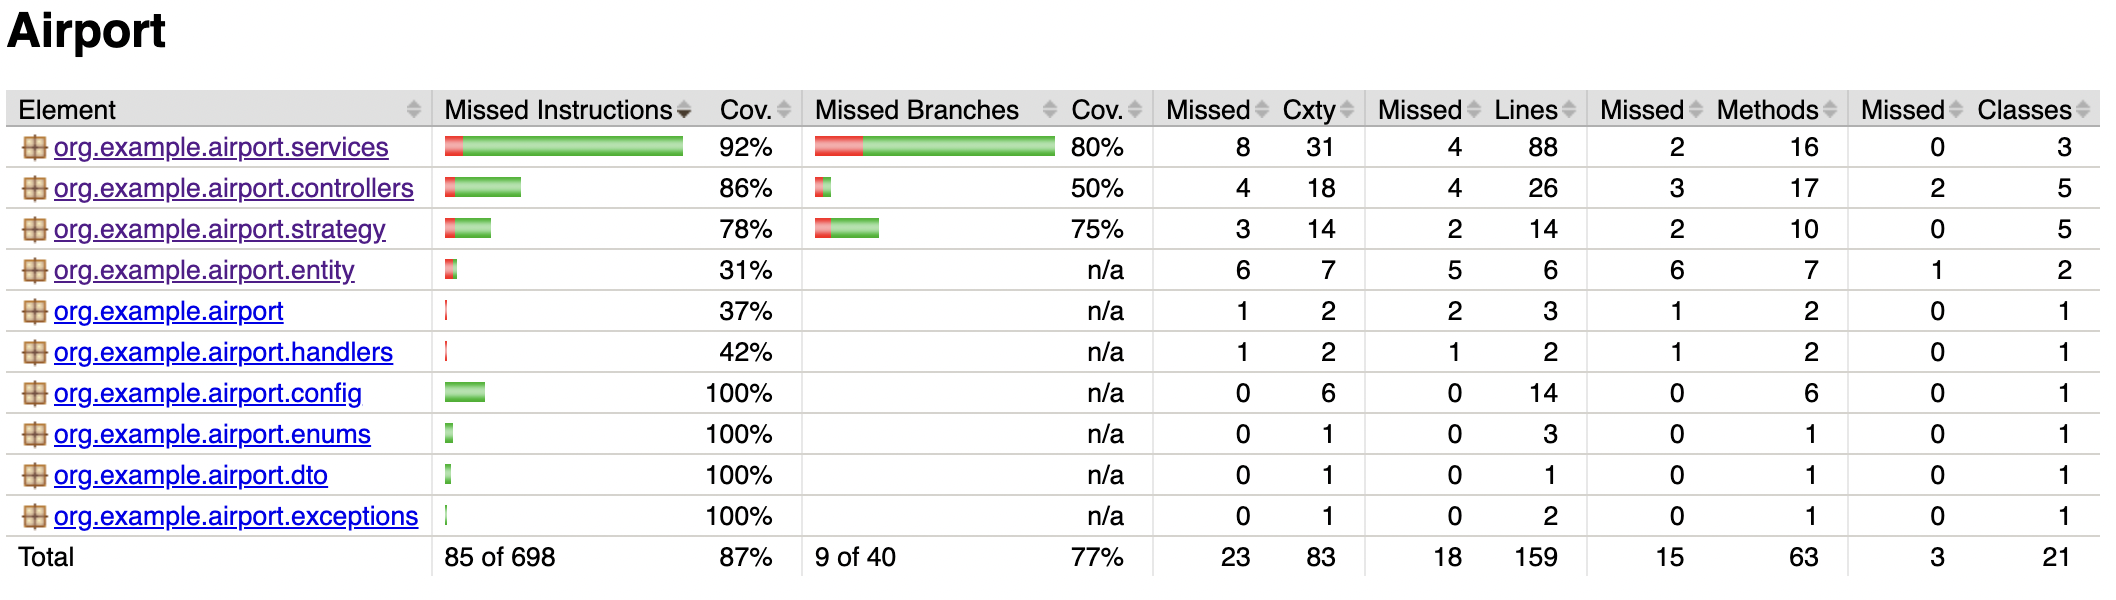 Airport
Element Missed Instructions Cov. Missed Branches Cov. Missed Cxty Missed Lines Missed Methods Missed Classes
org.example.airport.services 92% 80% 8 31 4 88 2 16 0 3
org.example.airport.controllers 86% 50% 4 18 4 26 3 17 2 5
org.example.airport.strategy 78% 75% 3 14 2 14 2 10 0 5
org.example.airport.entity 31% n/a 6 7 5 6 6 7 1 2
org.example.airport 37% n/a 1 2 2 3 1 2 0 1
org.example.airport.handlers 42% n/a 1 2 1 2 1 2 0 1
org.example.airport.config 100% n/a 0 6 0 14 0 6 0 1
org.example.airport.enums 100% n/a 0 1 0 3 0 1 0 1
org.example.airport.dto 100% n/a 0 1 0 1 0 1 0 1
org.example.airport.exceptions 100% n/a 0 1 0 2 0 1 0 1
Total 85 of 698 87% 9 of 40 77% 23 83 18 159 15 63 3 21